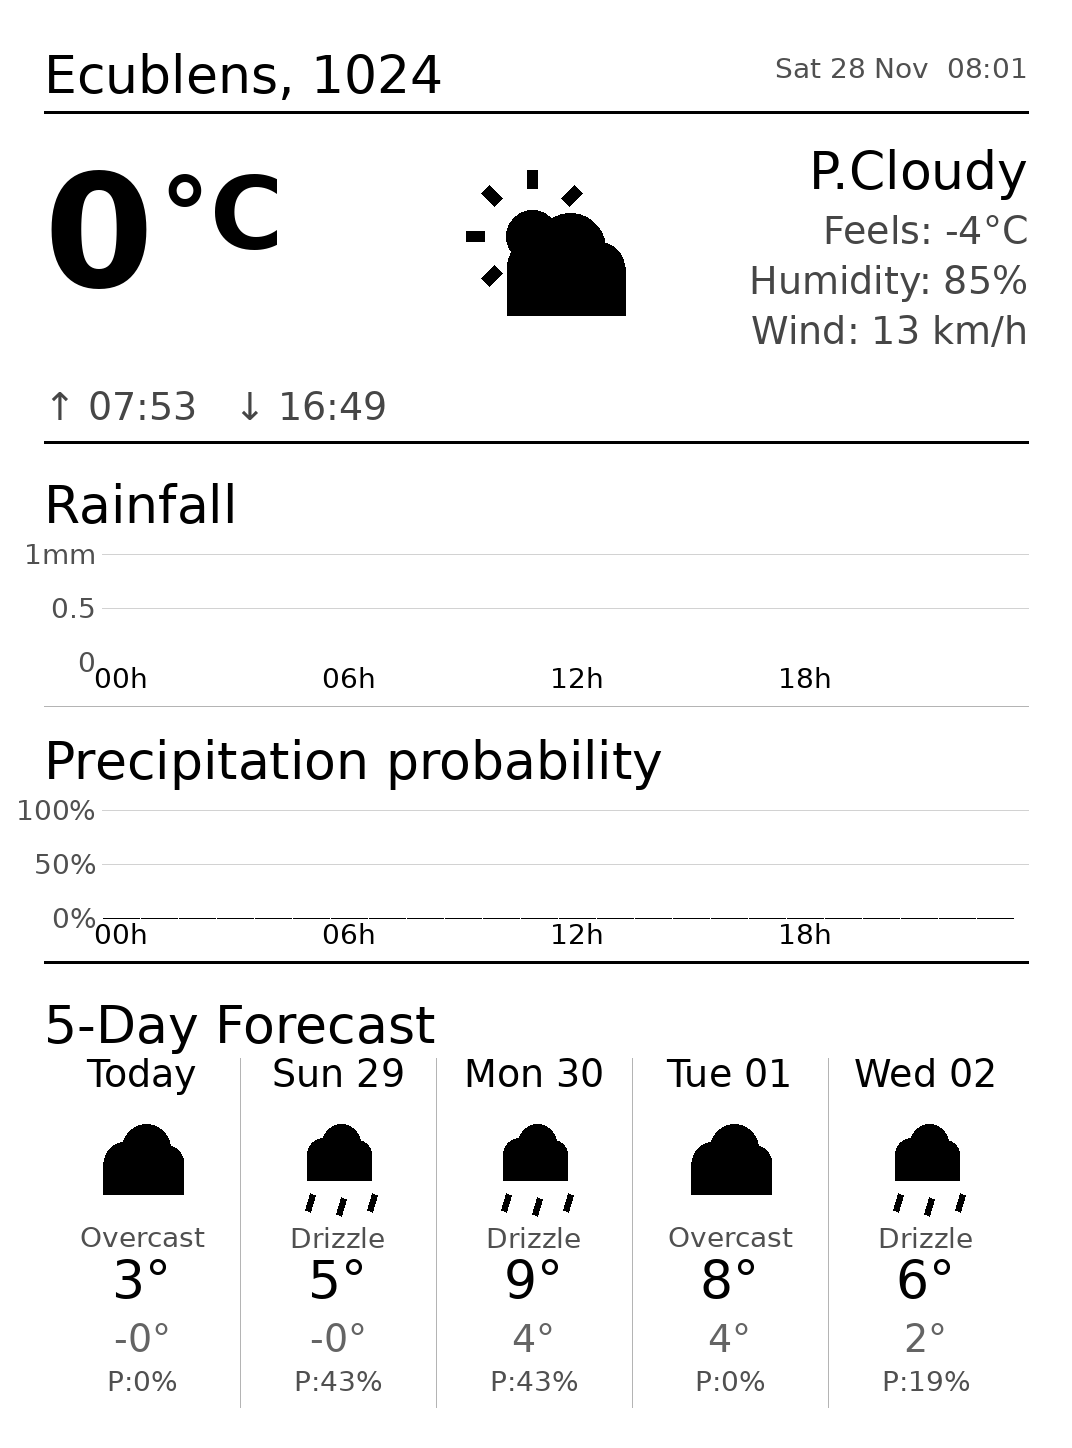 Ecublens, 1024
Sat 28 Nov  08:01
0°C
P.Cloudy
Feels: -4°C
Humidity: 85%
Wind: 13 km/h
↑ 07:53   ↓ 16:49
Rainfall
1mm
0.5
0
00h 06h 12h 18h
Precipitation probability
100%
50%
0%
00h 06h 12h 18h
5-Day Forecast
Today Sun 29 Mon 30 Tue 01 Wed 02
Overcast Drizzle Drizzle Overcast Drizzle
3° 5° 9° 8° 6°
-0° -0° 4° 4° 2°
P:0% P:43% P:43% P:0% P:19%